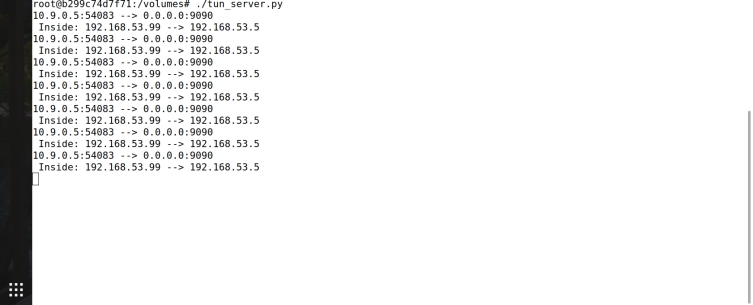 root@b299c74d7f71:/volumes# ./tun_server.py
10.9.0.5:54083 --> 0.0.0.0:9090
 Inside: 192.168.53.99 --> 192.168.53.5
10.9.0.5:54083 --> 0.0.0.0:9090
 Inside: 192.168.53.99 --> 192.168.53.5
10.9.0.5:54083 --> 0.0.0.0:9090
 Inside: 192.168.53.99 --> 192.168.53.5
10.9.0.5:54083 --> 0.0.0.0:9090
 Inside: 192.168.53.99 --> 192.168.53.5
10.9.0.5:54083 --> 0.0.0.0:9090
 Inside: 192.168.53.99 --> 192.168.53.5
10.9.0.5:54083 --> 0.0.0.0:9090
 Inside: 192.168.53.99 --> 192.168.53.5
10.9.0.5:54083 --> 0.0.0.0:9090
 Inside: 192.168.53.99 --> 192.168.53.5